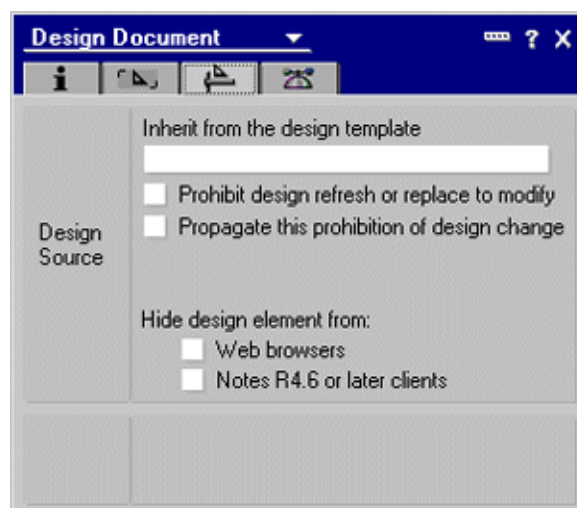 Design Document
? X
i
Inherit from the design template
Prohibit design refresh or replace to modify
Design Source
Propagate this prohibition of design change
Hide design element from:
Web browsers
Notes R4.6 or later clients